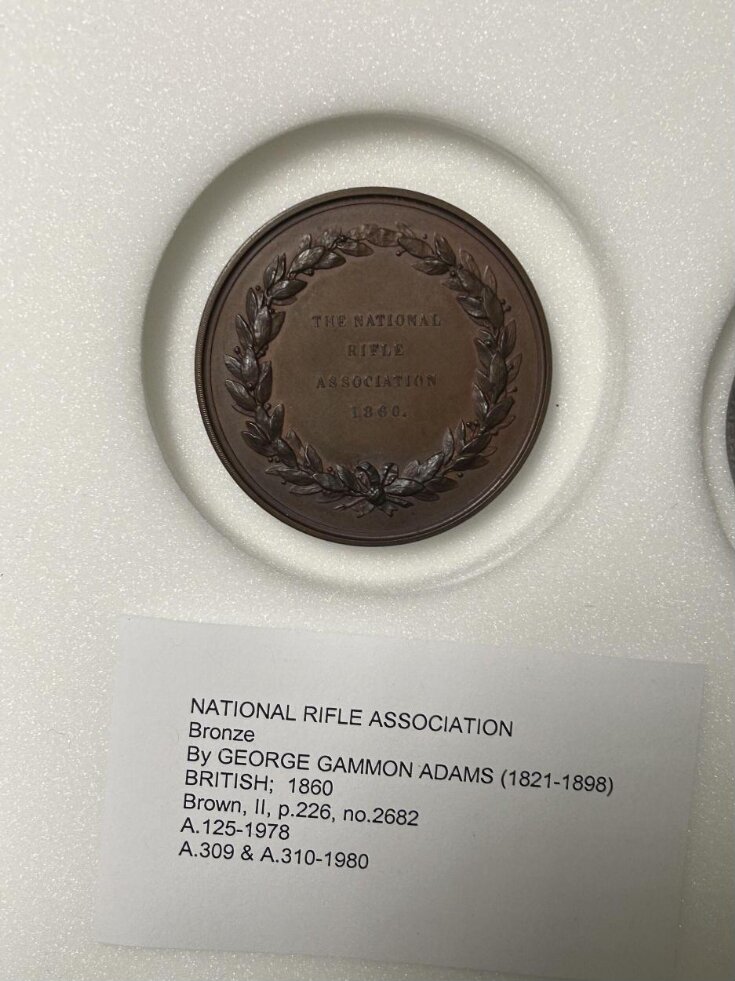 THE NATIONAL
RIFLE
ASSOCIATION
1860.
NATIONAL RIFLE ASSOCIATION
Bronze
By GEORGE GAMMON ADAMS (1821-1898)
BRITISH; 1860
Brown, II, p.226, no.2682
A.125-1978
A.309 & A.310-1980